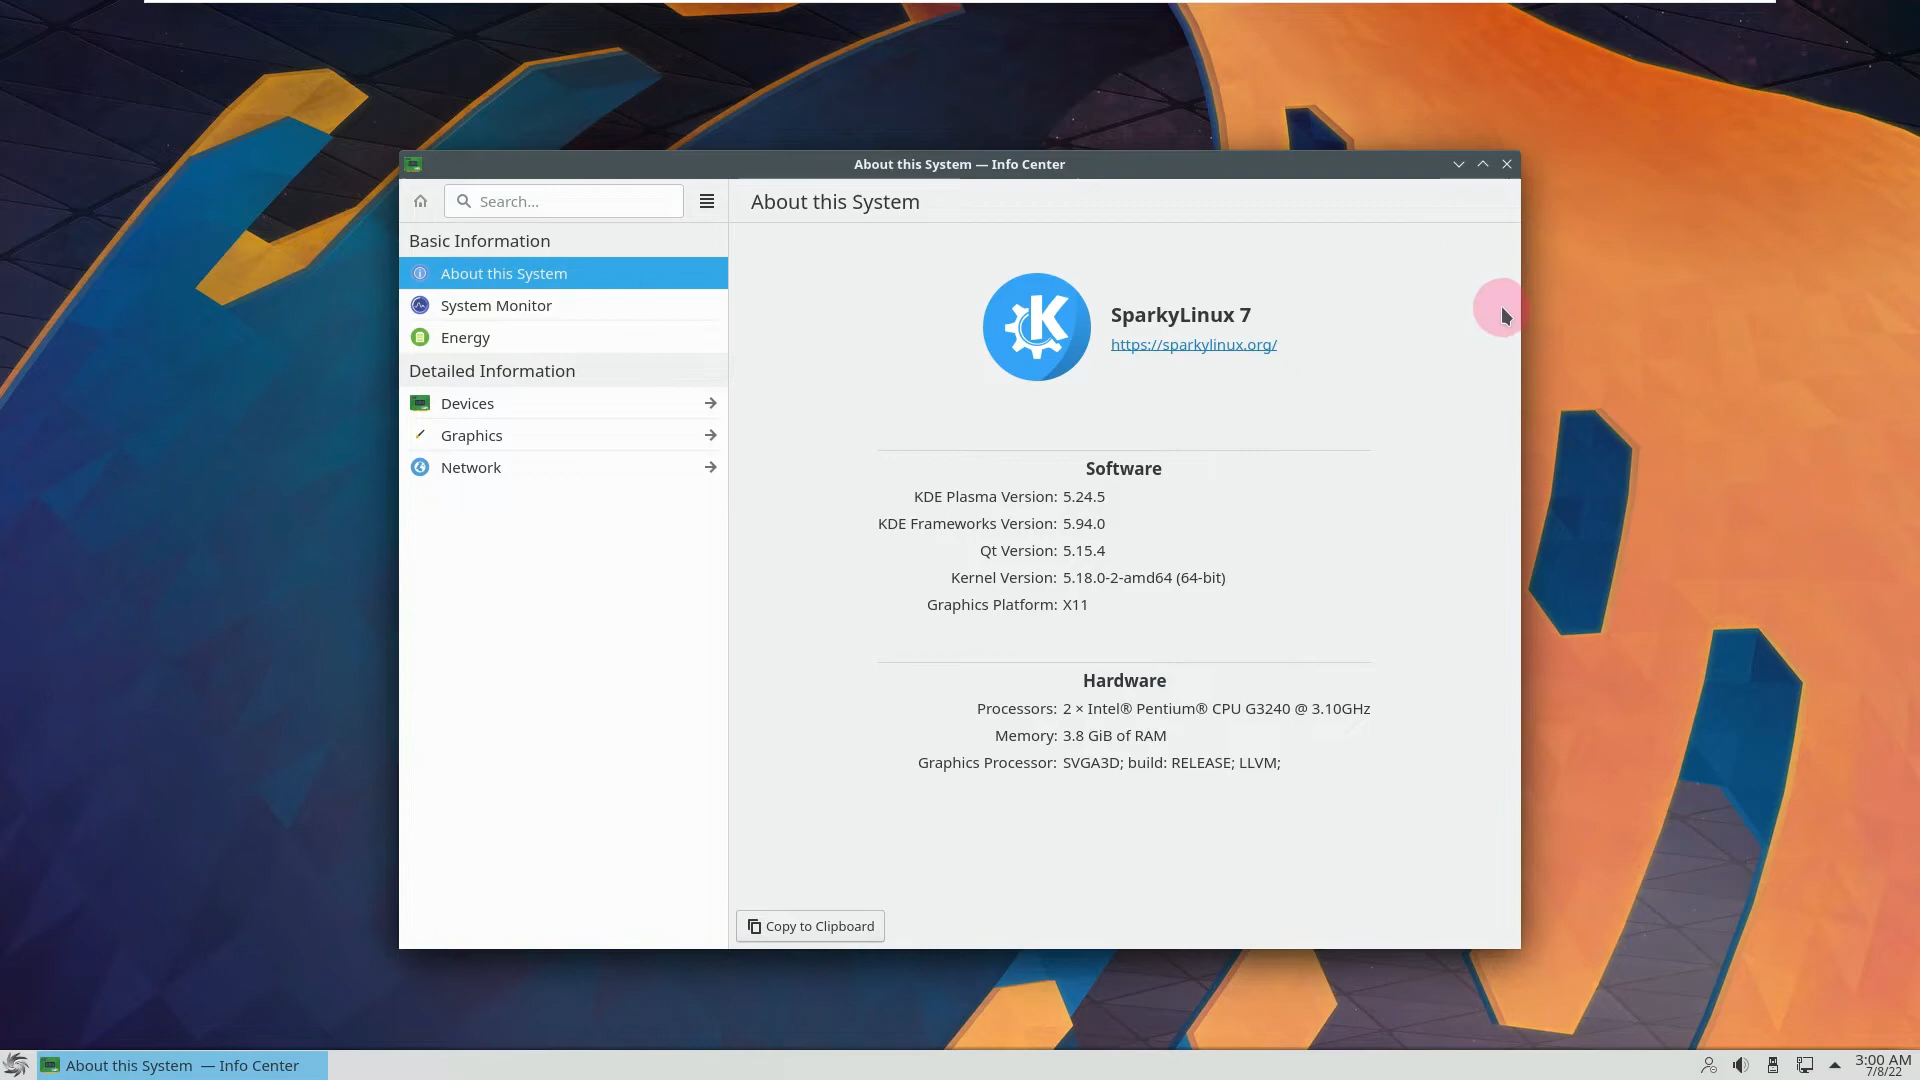 About this System — Info Center
Search...
About this System
Basic Information
About this System
System Monitor
Energy
Detailed Information
Devices
Graphics
Network
SparkyLinux 7
https://sparkylinux.org/
Software
KDE Plasma Version: 5.24.5
KDE Frameworks Version: 5.94.0
Qt Version: 5.15.4
Kernel Version: 5.18.0-2-amd64 (64-bit)
Graphics Platform: X11
Hardware
Processors: 2 × Intel® Pentium® CPU G3240 @ 3.10GHz
Memory: 3.8 GiB of RAM
Graphics Processor: SVGA3D; build: RELEASE; LLVM;
Copy to Clipboard
About this System — Info Center
3:00 AM
7/8/22